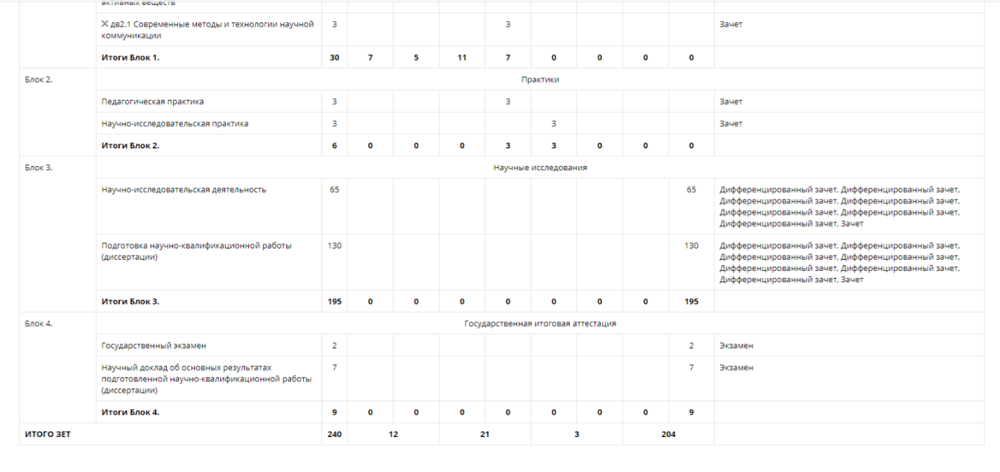 активных веществ
дв2.1 Современные методы и технологии научной 3 3 Зачет
коммуникации
Итоги Блок 1. 30 7 5 11 7 0 0 0 0
Блок 2. Практики
Педагогическая практика 3 3 Зачет
Научно-исследовательская практика 3 3 Зачет
Итоги Блок 2. 6 0 0 0 3 3 0 0 0
Блок 3. Научные исследования
Научно-исследовательская деятельность 65 65 Дифференцированный зачет, Дифференцированный зачет,
Дифференцированный зачет, Дифференцированный зачет,
Дифференцированный зачет, Дифференцированный зачет,
Дифференцированный зачет, Зачет
Подготовка научно-квалификационной работы 130 130 Дифференцированный зачет, Дифференцированный зачет,
(диссертации) Дифференцированный зачет, Дифференцированный зачет,
Дифференцированный зачет, Дифференцированный зачет,
Дифференцированный зачет, Зачет
Итоги Блок 3. 195 0 0 0 0 0 0 0 195
Блок 4. Государственная итоговая аттестация
Государственный экзамен 2 2 Экзамен
Научный доклад об основных результатах 7 7 Экзамен
подготовленной научно-квалификационной работы
(диссертации)
Итоги Блок 4. 9 0 0 0 0 0 0 0 9
ИТОГО ЗЕТ 240 12 21 3 204